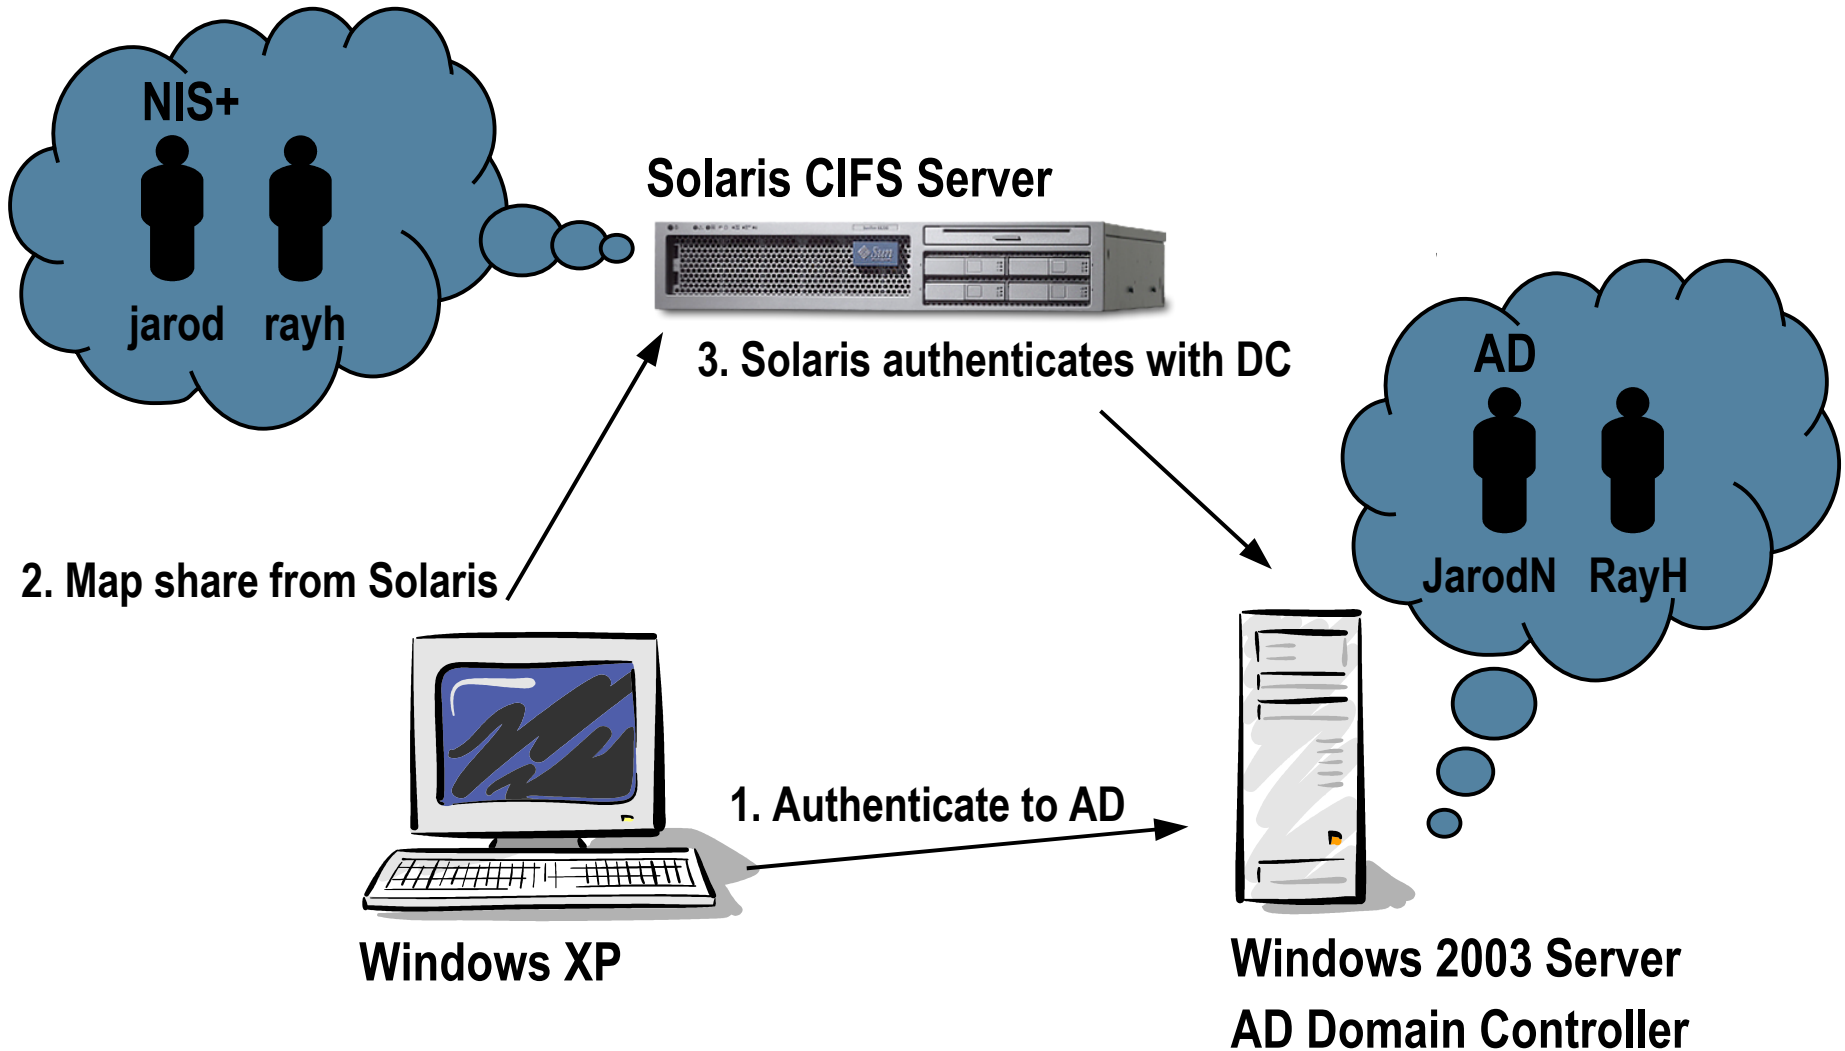 NIS+
jarod rayh
Solaris CIFS Server
Sun
3. Solaris authenticates with DC
AD
JarodN RayH
2. Map share from Solaris
1. Authenticate to AD
Windows XP
Windows 2003 Server
AD Domain Controller